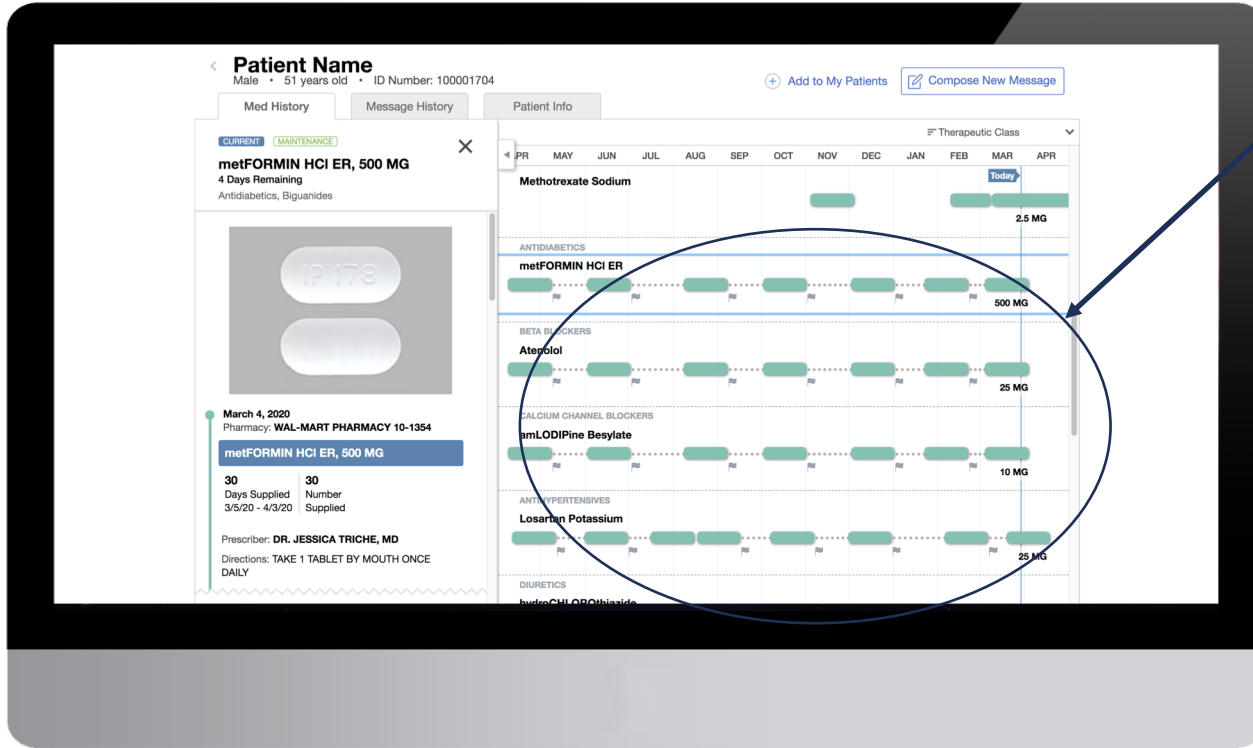 Patient Name
Male • 51 years old • ID Number: 100001704
Add to My Patients
Compose New Message
Med History
Message History
Patient Info
CURRENT MAINTENANCE
metFORMIN HCl ER, 500 MG
4 Days Remaining
Antidiabetics, Biguanides
IP 178
March 4, 2020
Pharmacy: WAL-MART PHARMACY 10-1354
metFORMIN HCl ER, 500 MG
30 30
Days Supplied Number
3/5/20 - 4/3/20 Supplied
Prescriber: DR. JESSICA TRICHE, MD
Directions: TAKE 1 TABLET BY MOUTH ONCE
DAILY
Therapeutic Class
PR MAY JUN JUL AUG SEP OCT NOV DEC JAN FEB MAR APR
Today
Methotrexate Sodium
2.5 MG
ANTIDIABETICS
metFORMIN HCl ER
500 MG
BETA BLOCKERS
Atenolol
25 MG
CALCIUM CHANNEL BLOCKERS
amLODIPine Besylate
10 MG
ANTIHYPERTENSIVES
Losartan Potassium
25 MG
DIURETICS
hydroCHLOROthiazide